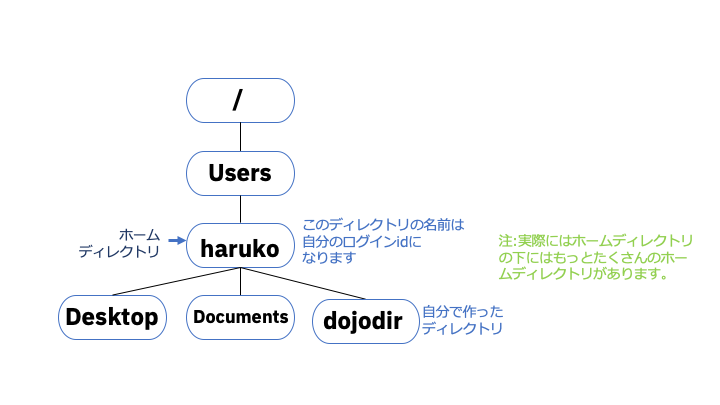 /
Users
ホーム
ディレクトリ
haruko
このディレクトリの名前は
自分のログインidに
なります
注:実際にはホームディレクトリ
の下にはもっとたくさんのホー
ムディレクトリがあります。
Desktop
Documents
dojodir
自分で作った
ディレクトリ